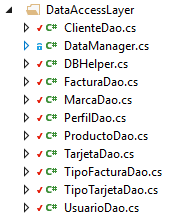 DataAccessLayer
C# ClienteDao.cs
C# DataManager.cs
C# DBHelper.cs
C# FacturaDao.cs
C# MarcaDao.cs
C# PerfilDao.cs
C# ProductoDao.cs
C# TarjetaDao.cs
C# TipoFacturaDao.cs
C# TipoTarjetaDao.cs
C# UsuarioDao.cs